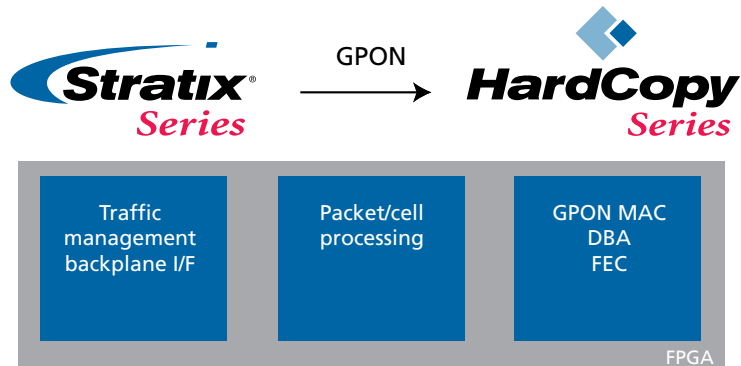 Stratix®
Series
GPON
HardCopy
Series
Traffic
management
backplane I/F
Packet/cell
processing
GPON MAC
DBA
FEC
FPGA